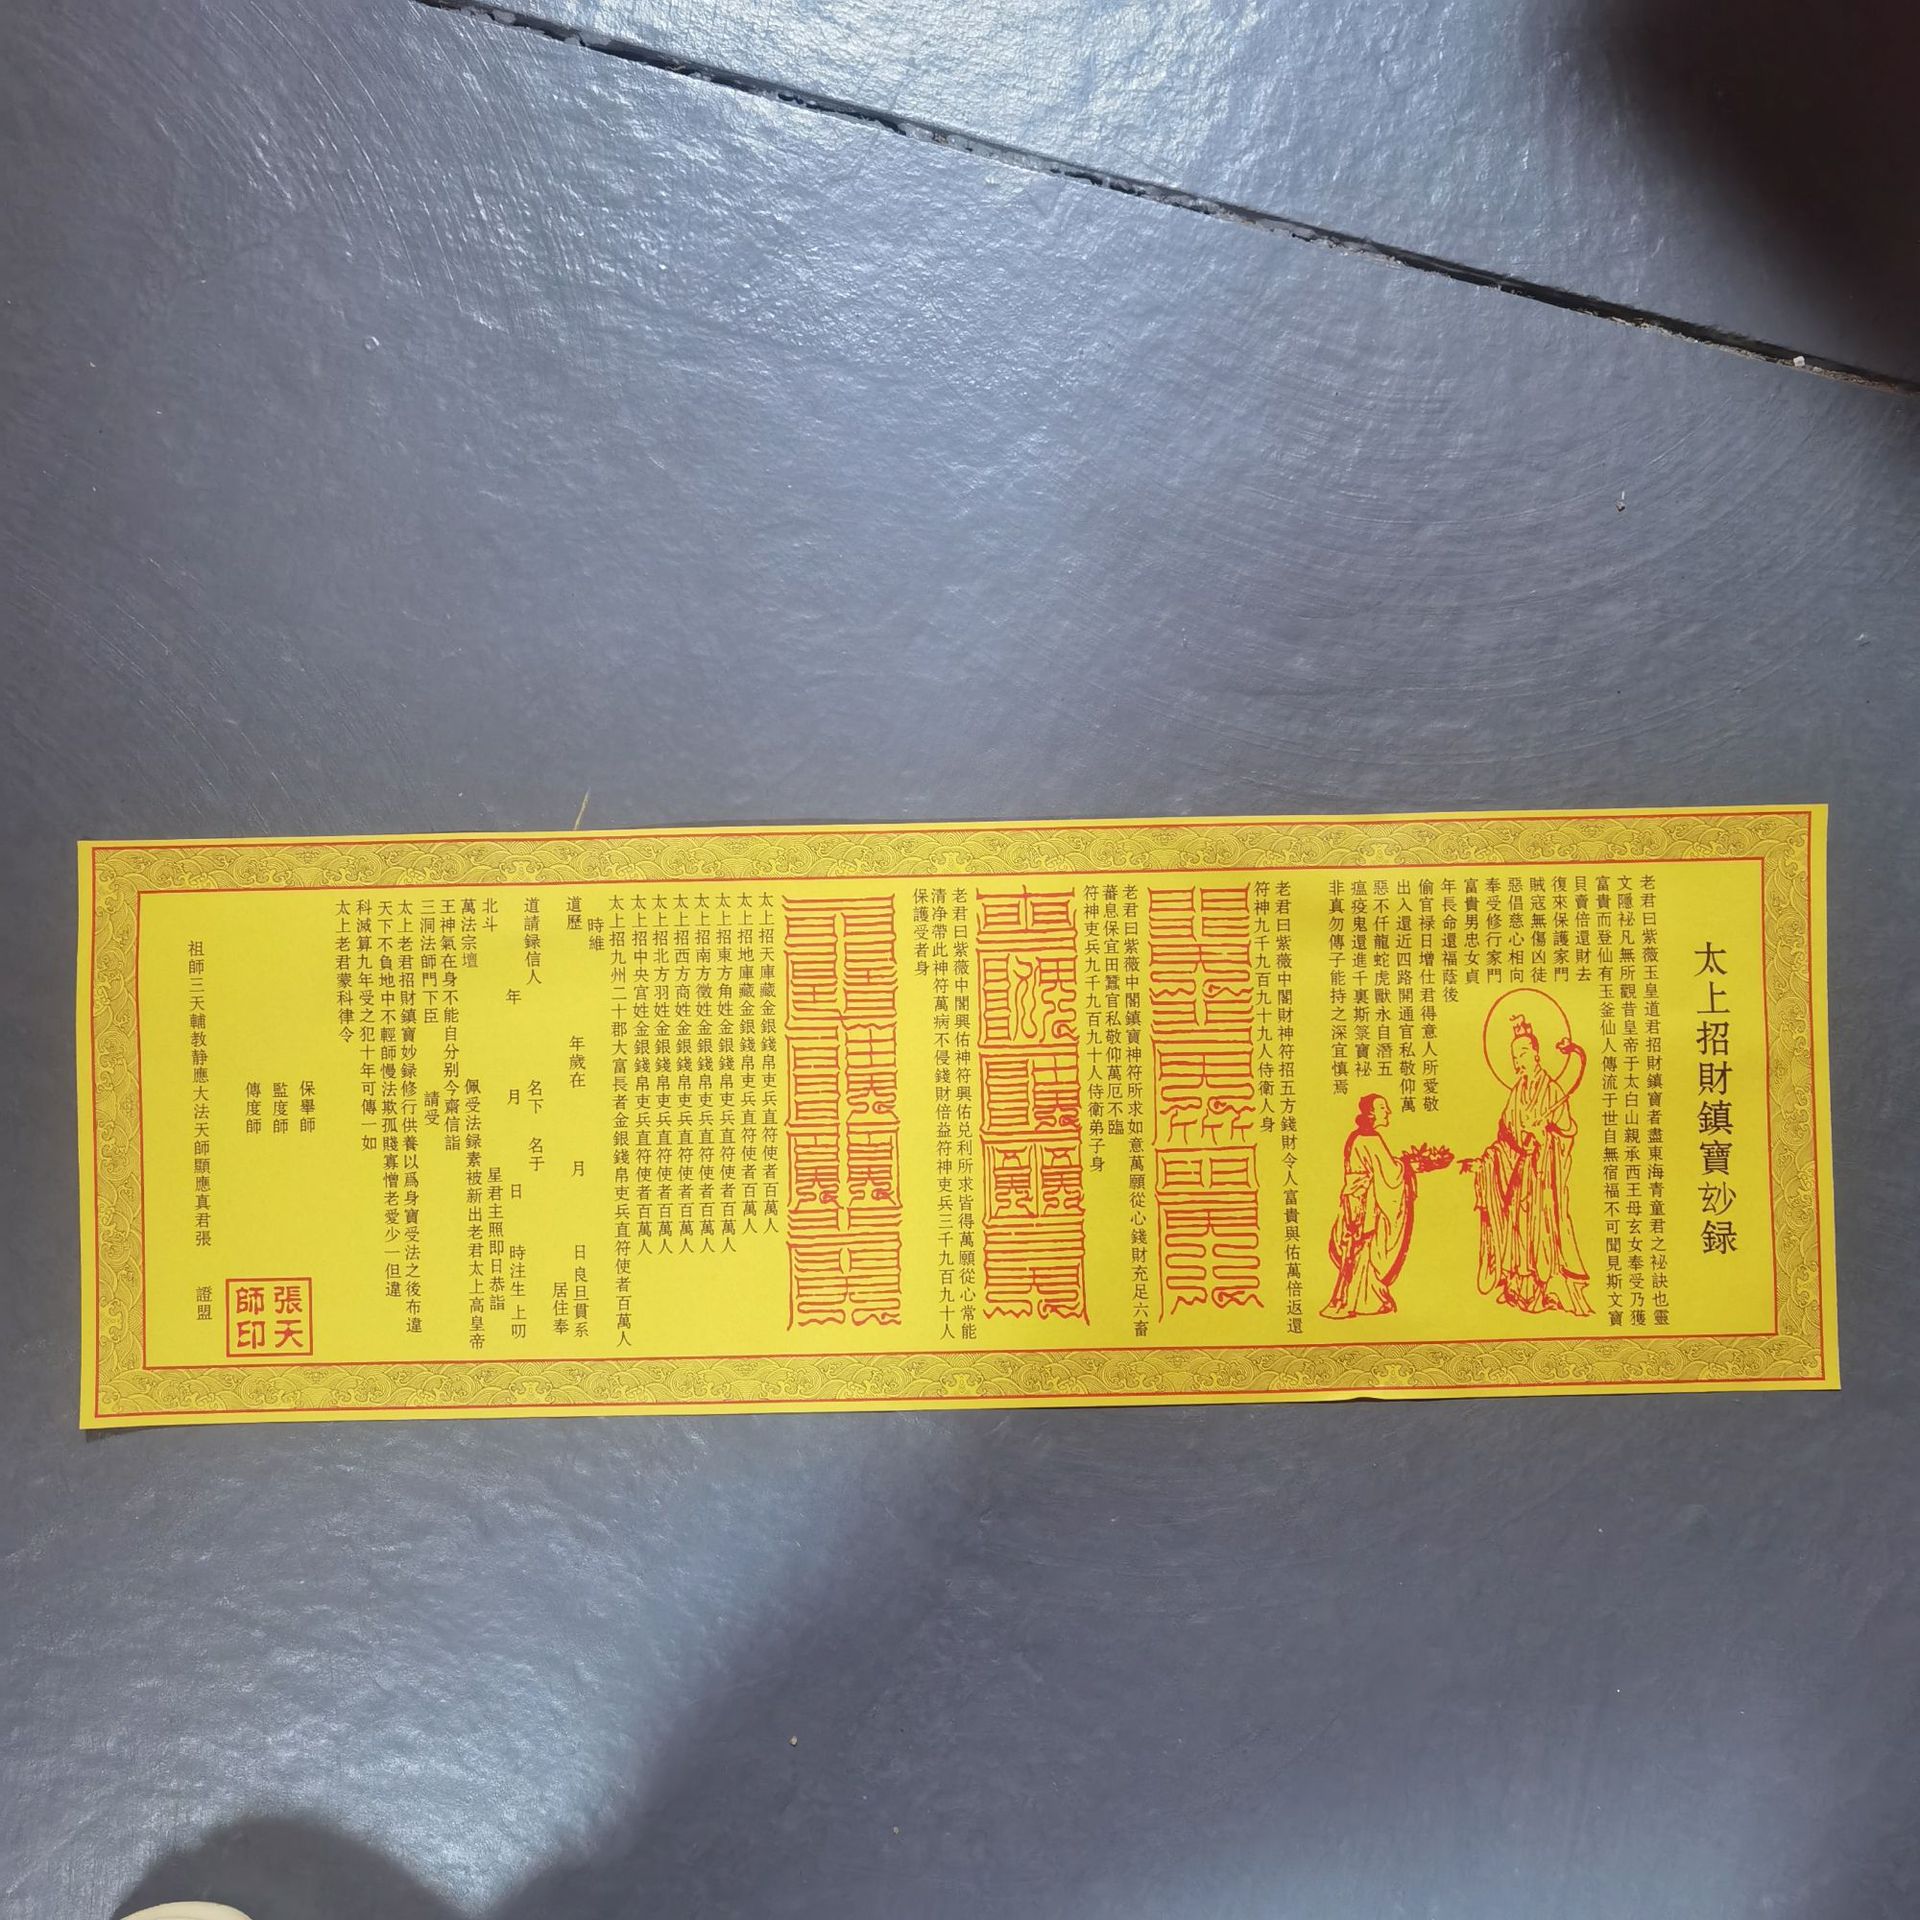 太上招財鎮寶玅録
老君曰紫薇玉皇道君招財鎮寶者盡東海青童君之祕訣也靈
文隱祕凡無所觀昔皇帝于太白山親承西王母玄女奉受乃獲
富貴而登仙有玉釜仙人傳流于世自無宿福不可聞見斯文寶
貝賣倍還財去
復來保護家門
賊寇無傷凶徒
惡倡慈心相向
奉受修行家門
富貴男忠女貞
年長命還福蔭後
偷官禄日增仕君得意人所愛敬
出入還近四路開通官私敬仰萬
惡不仟龍蛇虎獸永自潛五
瘟疫鬼還進千裏斯箓寶祕
非真勿傳子能持之深宜慎焉
老君曰紫薇中閣財神符招五方錢財令人富貴與佑萬倍返還
符神九千九百九十九人侍衛人身
老君曰紫薇中閣鎮寶神符所求如意萬願從心錢財充足六畜
蕃息保宜田蠶官私敬仰萬厄不臨
符神吏兵九千九百九十人侍衛弟子身
老君曰紫薇中閣興佑神符興佑兑利所求皆得萬願從心常能
清净帶此神符萬病不侵錢財倍益符神吏兵三千九百九十人
保護受者身
太上招天庫藏金銀錢帛吏兵直符使者百萬人
太上招地庫藏金銀錢帛吏兵直符使者百萬人
太上招東方角姓金銀錢帛吏兵直符使者百萬人
太上招南方徵姓金銀錢帛吏兵直符使者百萬人
太上招西方商姓金銀錢帛吏兵直符使者百萬人
太上招北方羽姓金銀錢帛吏兵直符使者百萬人
太上招中央宫姓金銀錢帛吏兵直符使者百萬人
太上招九州二十郡大富長者金銀錢帛吏兵直符使者百萬人
時維
道歷 年歲在 月 日良旦貫系
居住奉
道請録信人 名下 名于
年 月 日 時注生上叨
北斗 星君主照即日恭詣
萬法宗壇 佩受法録素被新出老君太上高皇帝
王神氣在身不能自分别今齋信詣
三洞法師門下臣 請受
太上老君招財鎮寶妙録修行供養以爲身寶受法之後布違
天下不負地中不輕師慢法欺孤賤寡憎老愛少一但違
科減算九年受之犯十年可傳一如
太上老君蒙科律令
保舉師
監度師
傳度師
祖師三天輔教静應大法天師顯應真君張 證盟
張天
師印